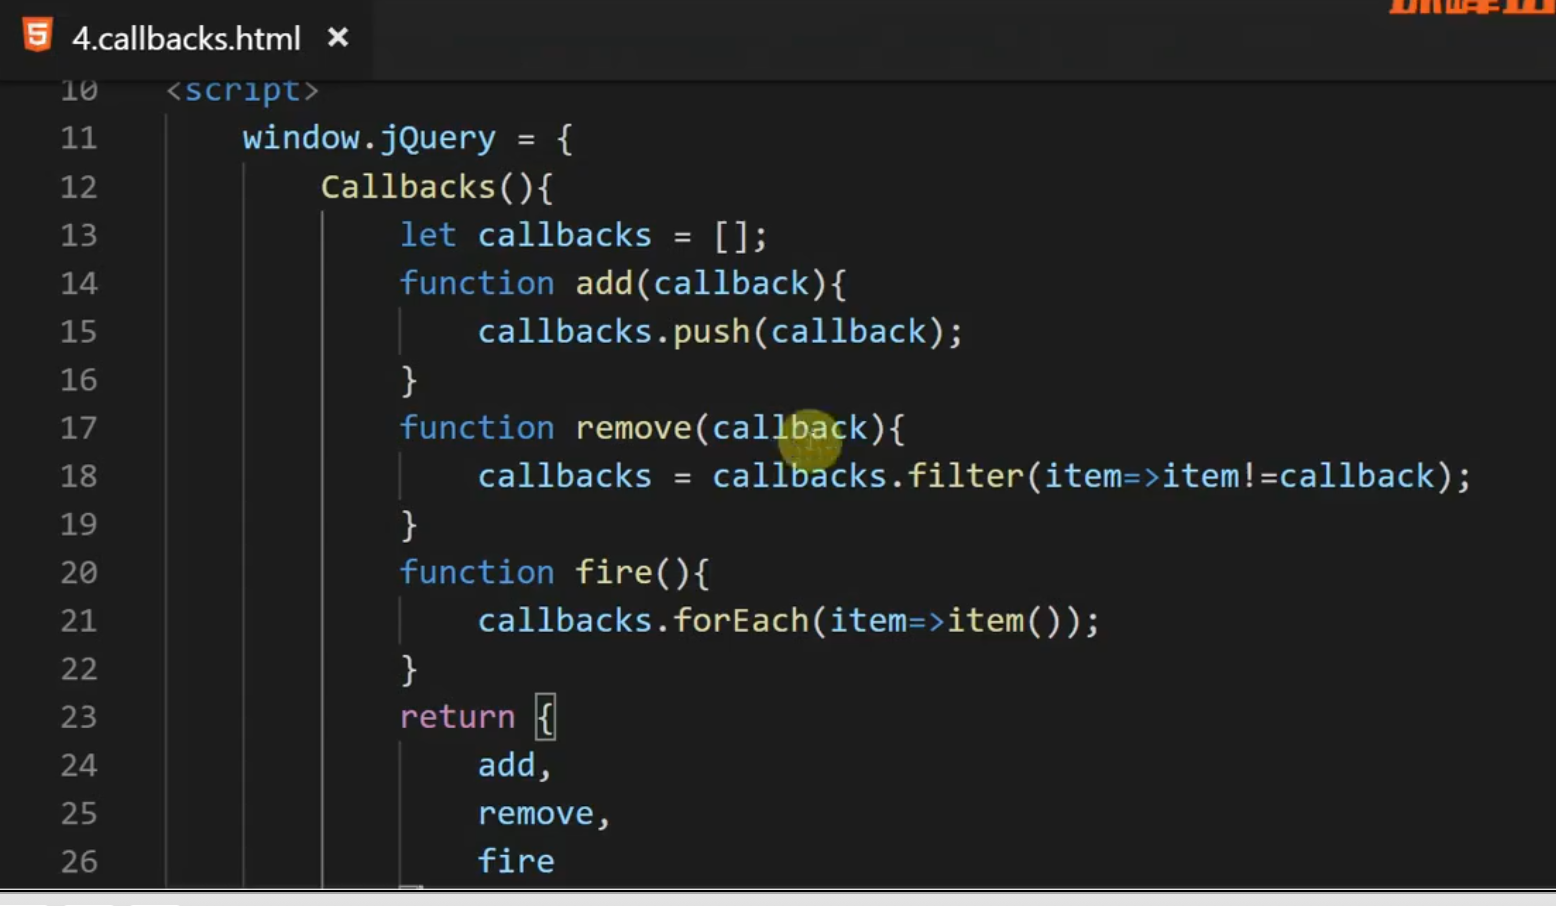 4.callbacks.html ×
10 <script>
11 window.jQuery = {
12 Callbacks(){
13 let callbacks = [];
14 function add(callback){
15 callbacks.push(callback);
16 }
17 function remove(callback){
18 callbacks = callbacks.filter(item=>item!=callback);
19 }
20 function fire(){
21 callbacks.forEach(item=>item());
22 }
23 return {
24 add,
25 remove,
26 fire